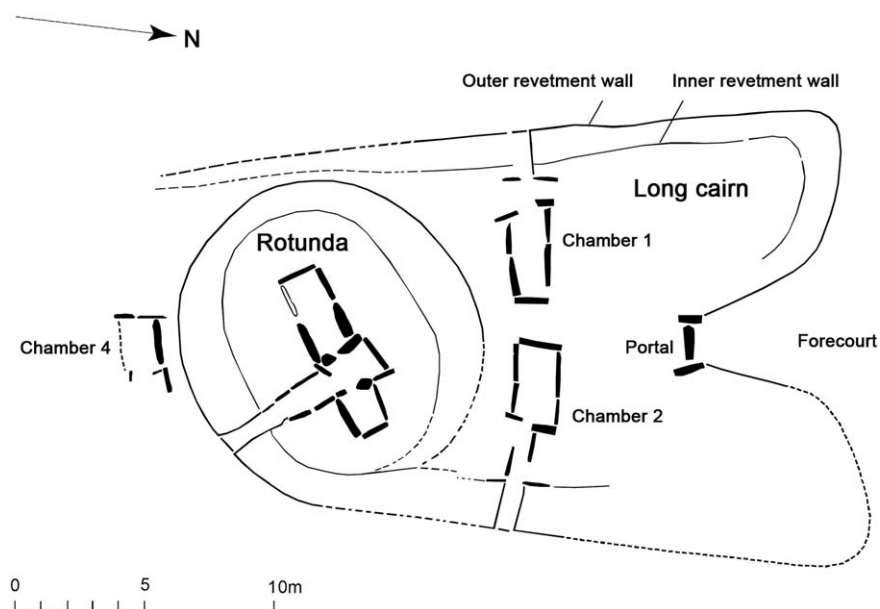 N
Outer revetment wall
Inner revetment wall
Long cairn
Rotunda
Chamber 1
Chamber 4
Portal
Forecourt
Chamber 2
0 5 10m